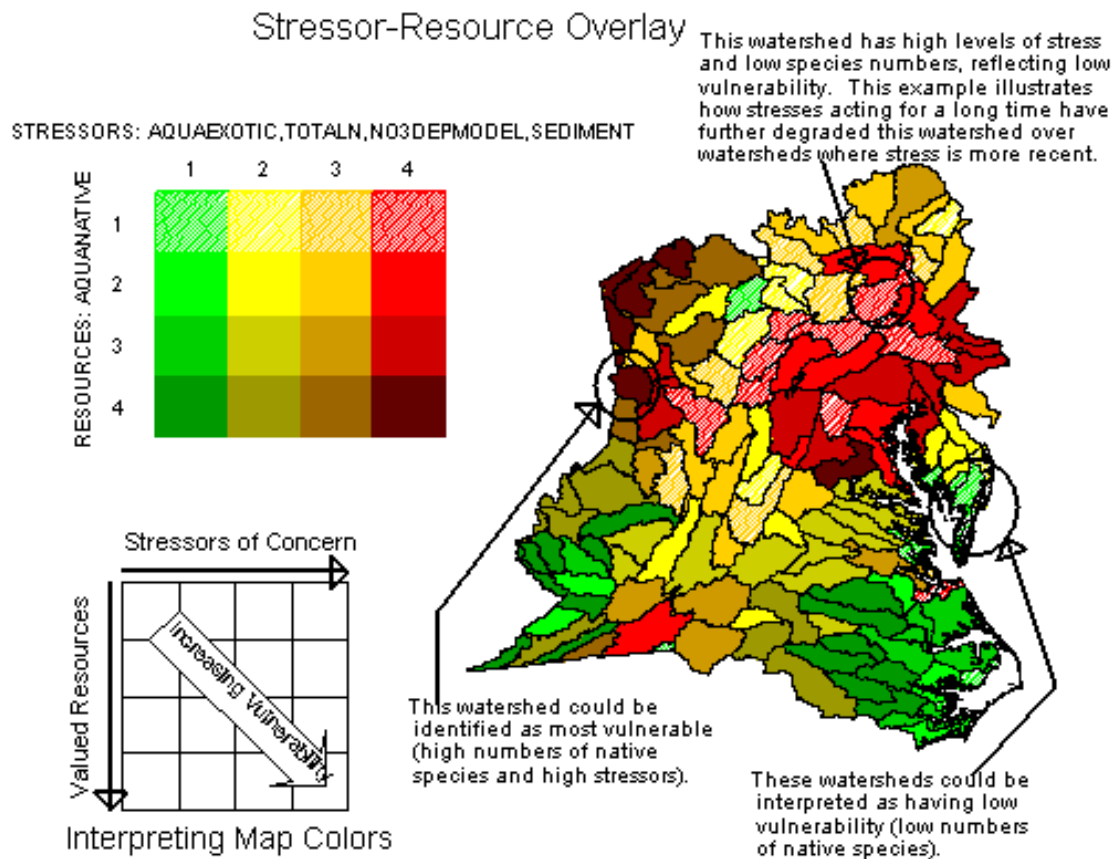 Stressor-Resource Overlay
This watershed has high levels of stress
and low species numbers, reflecting low
vulnerability. This example illustrates
how stresses acting for a long time have
further degraded this watershed over
watersheds where stress is more recent.
STRESSORS: AQUAEXOTIC,TOTALN,NO3DEPMODEL,SEDIMENT
1 2 3 4
RESOURCES: AQUANATIVE
1
2
3
4
Stressors of Concern
Valued Resources
Increasing Vulnerability
Interpreting Map Colors
This watershed could be
identified as most vulnerable
(high numbers of native
species and high stressors).
These watersheds could be
interpreted as having low
vulnerability (low numbers
of native species).